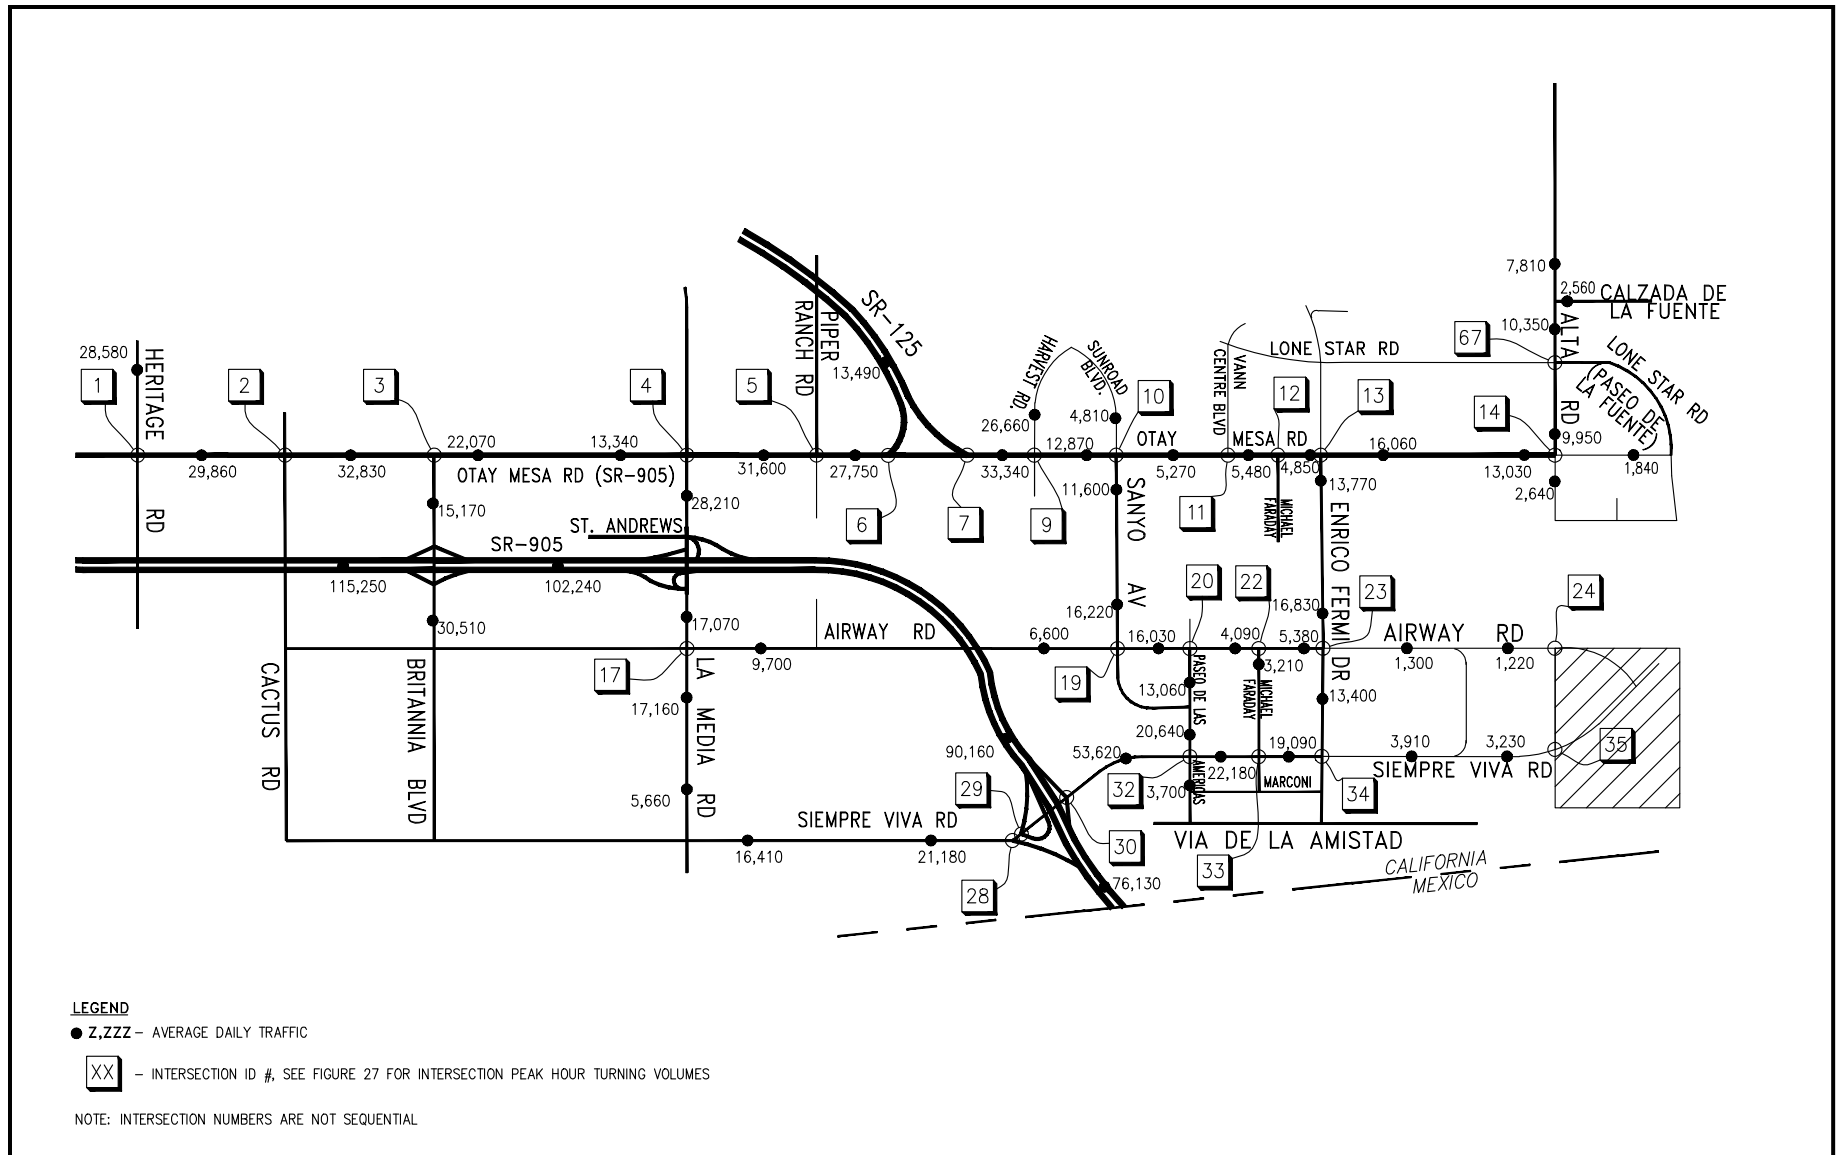 SR-125
PIPER
RANCH RD
13,490
7,810
2,560
CALZADA DE
LA FUENTE
10,350
ALTA
RD
67
LONE STAR RD
LONE STAR RD
(PASEO DE
LA FUENTE)
28,580
HERITAGE
RD
1
2
3
4
5
HARVEST RD.
SUNROAD
BLVD.
VANN
CENTRE BLVD
10
12
13
14
26,660
4,810
9,950
22,070
13,340
12,870
OTAY
MESA RD
16,060
29,860
32,830
OTAY MESA RD (SR-905)
31,600
27,750
33,340
5,270
5,480
4,850
13,030
1,840
11,600
13,770
2,640
15,170
28,210
6
7
9
11
SANYO
AV
MICHAEL
FARADAY
ENRICO FERMI
DR
ST. ANDREWS
SR-905
115,250
102,240
20
22
23
24
30,510
17,070
16,220
16,830
AIRWAY RD
6,600
16,030
4,090
5,380
AIRWAY RD
9,700
3,210
1,300
1,220
CACTUS RD
BRITANNIA BLVD
17
LA MEDIA RD
17,160
19
13,060
PASEO DE LAS
AMERICAS
MICHAEL
FARADAY
13,400
90,160
53,620
20,640
19,090
3,910
3,230
35
22,180
SIEMPRE VIVA RD
5,660
29
32
3,700
MARCONI
34
SIEMPRE VIVA RD
16,410
21,180
30
VIA DE LA AMISTAD
28
76,130
33
CALIFORNIA
MEXICO
LEGEND
Z,ZZZ – AVERAGE DAILY TRAFFIC
XX – INTERSECTION ID #, SEE FIGURE 27 FOR INTERSECTION PEAK HOUR TURNING VOLUMES
NOTE: INTERSECTION NUMBERS ARE NOT SEQUENTIAL